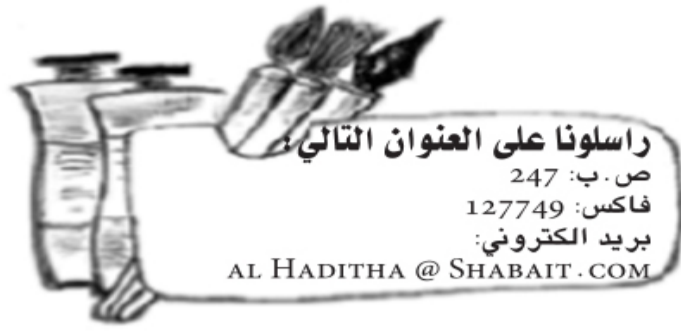 راسلونا على العنوان التالي:
ص.ب: 247
فاكس: 127749
بريد الكتروني:
AL HADITHA @ SHABAIT.COM